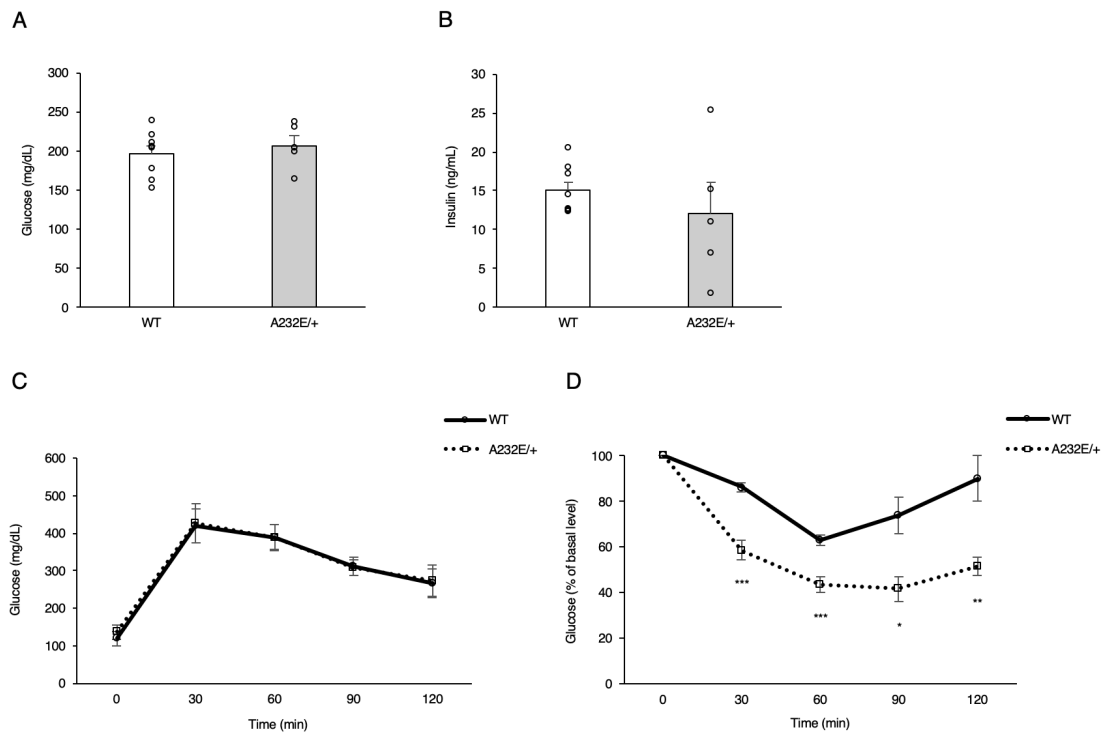 A
Glucose (mg/dL)
300
250
200
150
100
50
0
WT A232E/+
B
Insulin (ng/mL)
30
25
20
15
10
5
0
WT A232E/+
C
WT
A232E/+
Glucose (mg/dL)
600
500
400
300
200
100
0
0 30 60 90 120
Time (min)
D
WT
A232E/+
Glucose (% of basal level)
100
80
60
40
20
0
***
***
*
**
0 30 60 90 120
Time (min)